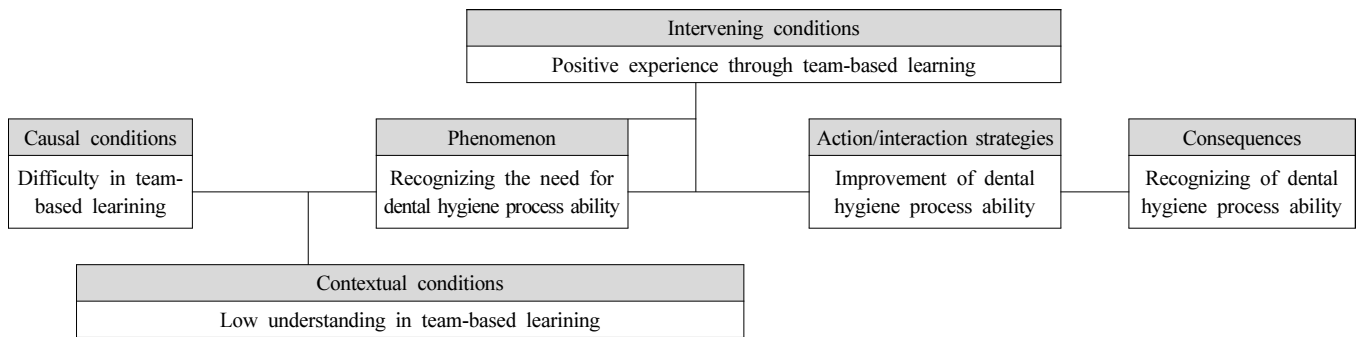 Intervening conditions
Positive experience through team-based learning
Causal conditions
Difficulty in team-
based learining
Phenomenon
Recognizing the need for
dental hygiene process ability
Action/interaction strategies
Improvement of dental
hygiene process ability
Consequences
Recognizing of dental
hygiene process ability
Contextual conditions
Low understanding in team-based learining